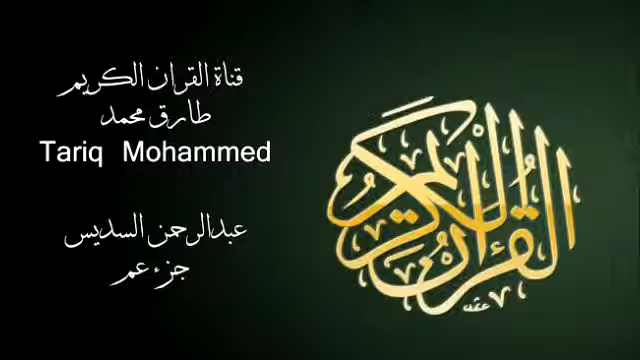 قناة القران الكريم
طارق محمد
Tariq Mohammed
عبدالرحمن السديس
جزء عم
القرآن الكريم